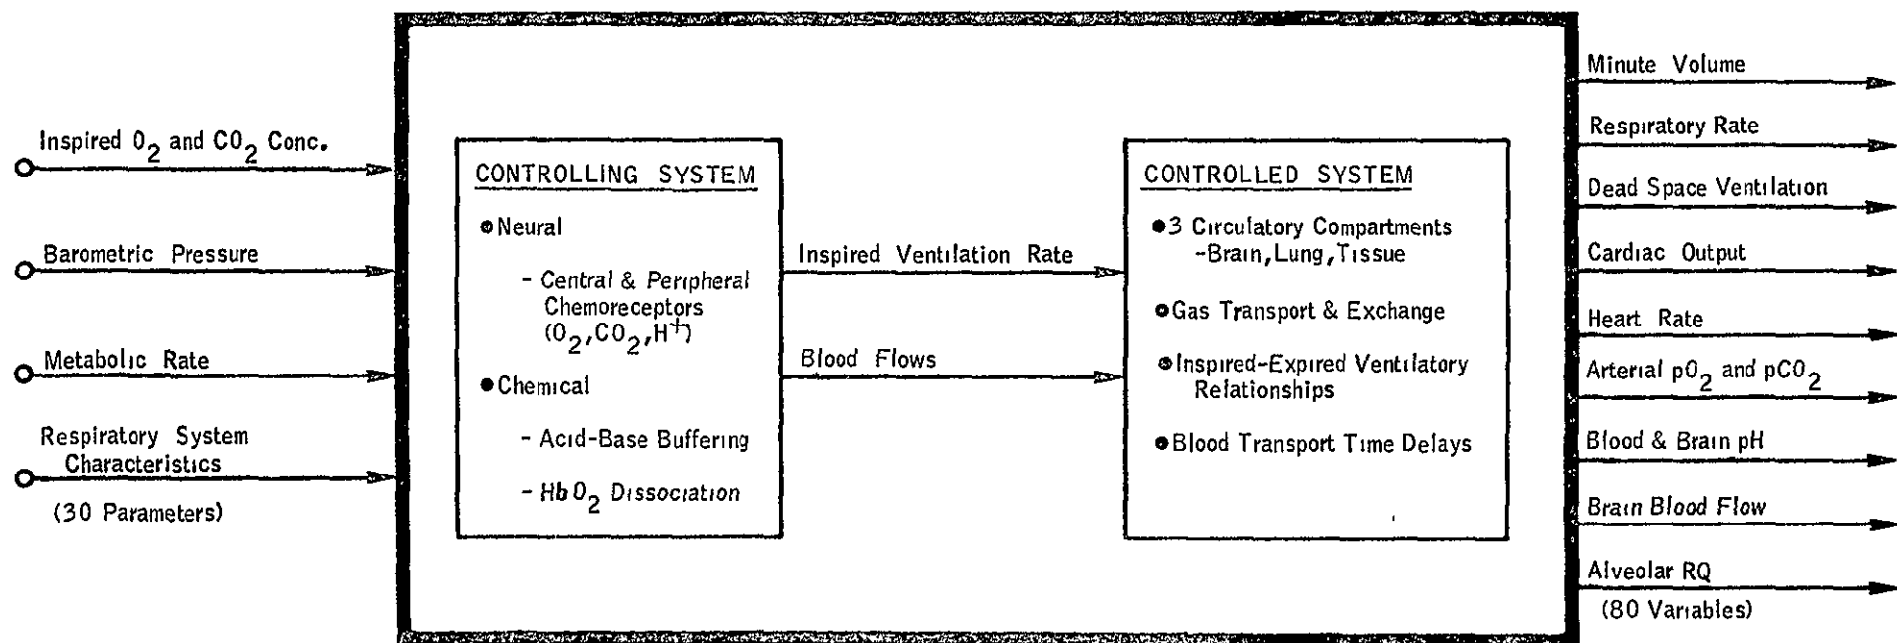 Inspired O2 and CO2 Conc.
Barometric Pressure
Metabolic Rate
Respiratory System
Characteristics
(30 Parameters)
CONTROLLING SYSTEM
●Neural
- Central & Peripheral
Chemoreceptors
(O2,CO2,H+)
●Chemical
- Acid-Base Buffering
- HbO2 Dissociation
Inspired Ventilation Rate
Blood Flows
CONTROLLED SYSTEM
●3 Circulatory Compartments
-Brain,Lung,Tissue
●Gas Transport & Exchange
●Inspired-Expired Ventilatory
Relationships
●Blood Transport Time Delays
Minute Volume
Respiratory Rate
Dead Space Ventilation
Cardiac Output
Heart Rate
Arterial pO2 and pCO2
Blood & Brain pH
Brain Blood Flow
Alveolar RQ
(80 Variables)